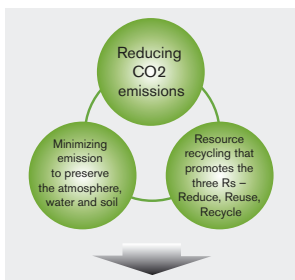 Reducing
CO2
emissions
Minimizing
emission
to preserve
the atmosphere,
water and soil
Resource
recycling that
promotes the
three Rs –
Reduce, Reuse,
Recycle